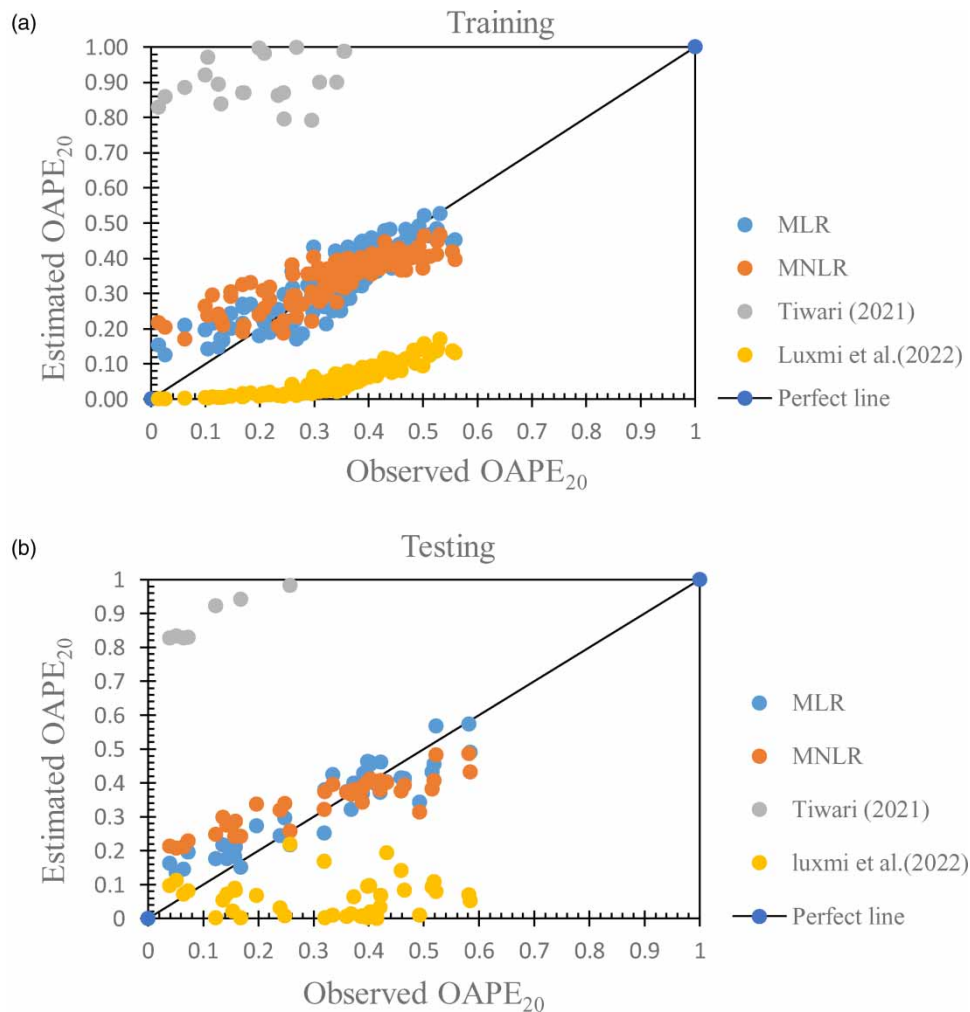 (a)
Training
1.00
0.90
0.80
0.70
0.60
0.50
0.40
0.30
0.20
0.10
0.00
Estimated OAPE20
0 0.1 0.2 0.3 0.4 0.5 0.6 0.7 0.8 0.9 1
Observed OAPE20
MLR
MNLR
Tiwari (2021)
Luxmi et al.(2022)
Perfect line
(b)
Testing
1
0.9
0.8
0.7
0.6
0.5
0.4
0.3
0.2
0.1
0
Estimated OAPE20
0 0.1 0.2 0.3 0.4 0.5 0.6 0.7 0.8 0.9 1
Observed OAPE20
MLR
MNLR
Tiwari (2021)
luxmi et al.(2022)
Perfect line